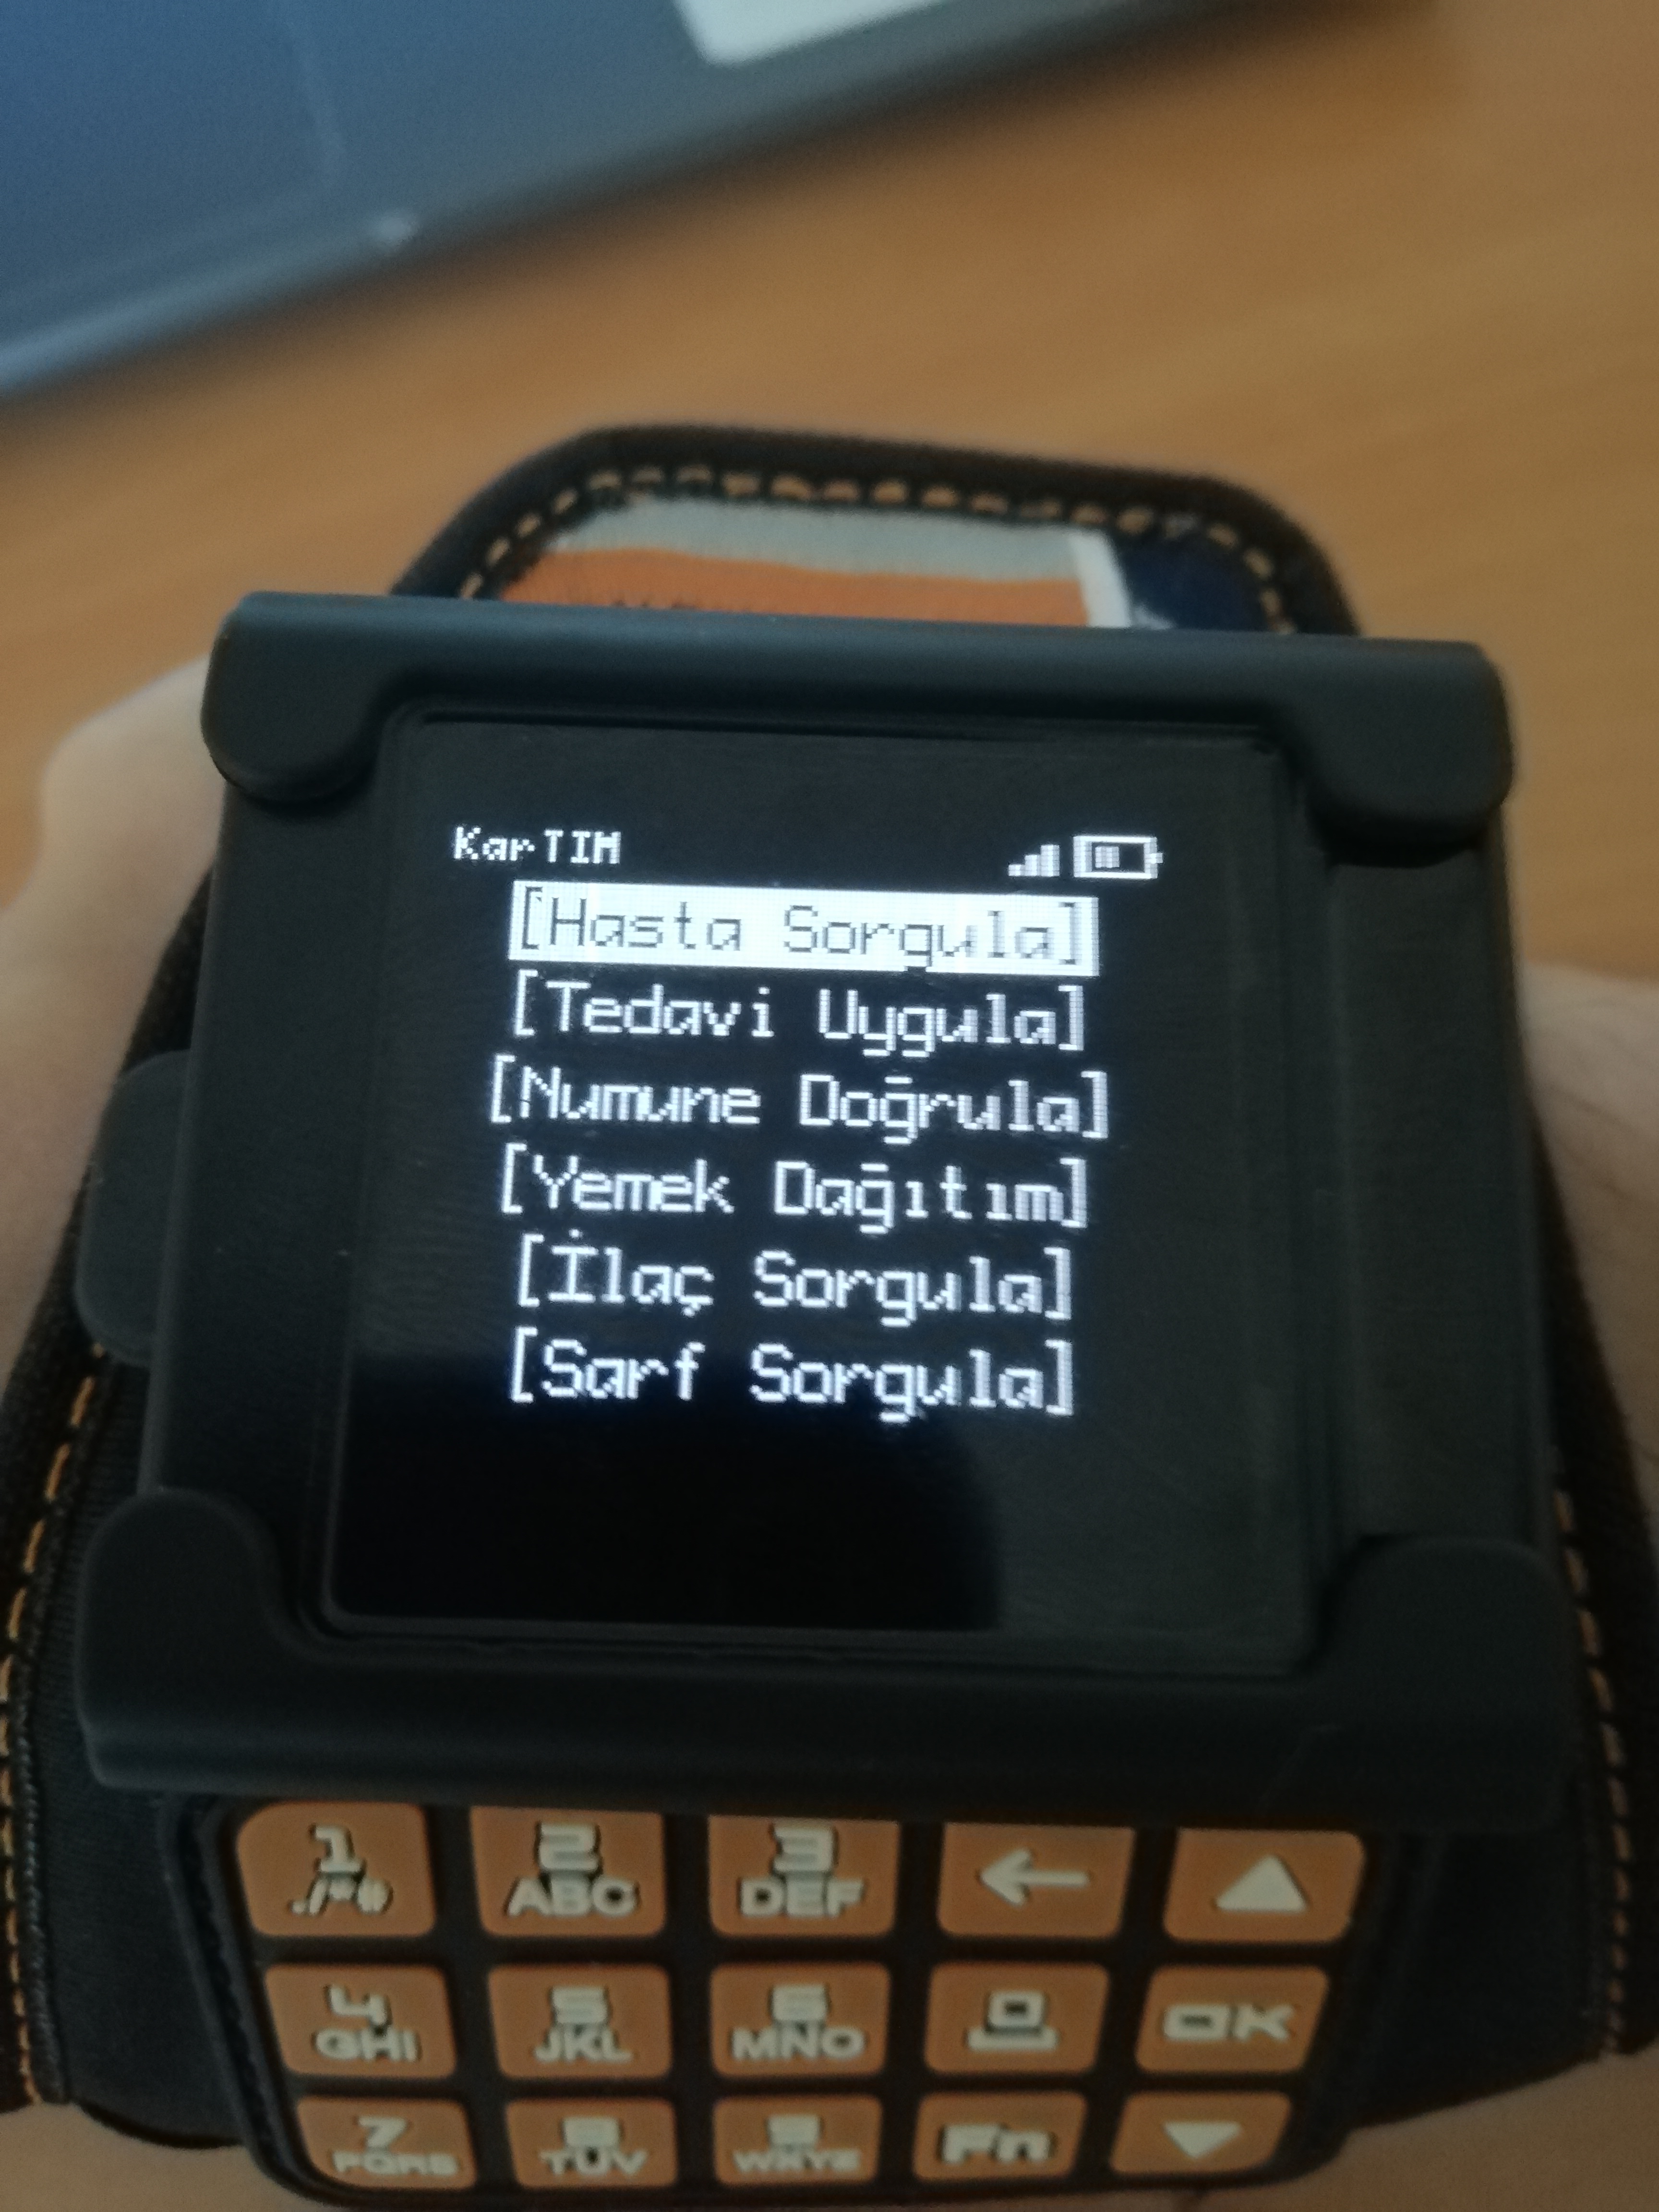 KarTIM
[Hasta Sorgula]
[Tedavi Uygula]
[Numune Doğrula]
[Yemek Dağıtım]
[İlaç Sorgula]
[Sarf Sorgula]
1 2 3
./*# ABC DEF
4 5 6 0 OK
GHI JKL MNO
7 8 9 Fn
PQRS TUV WXYZ